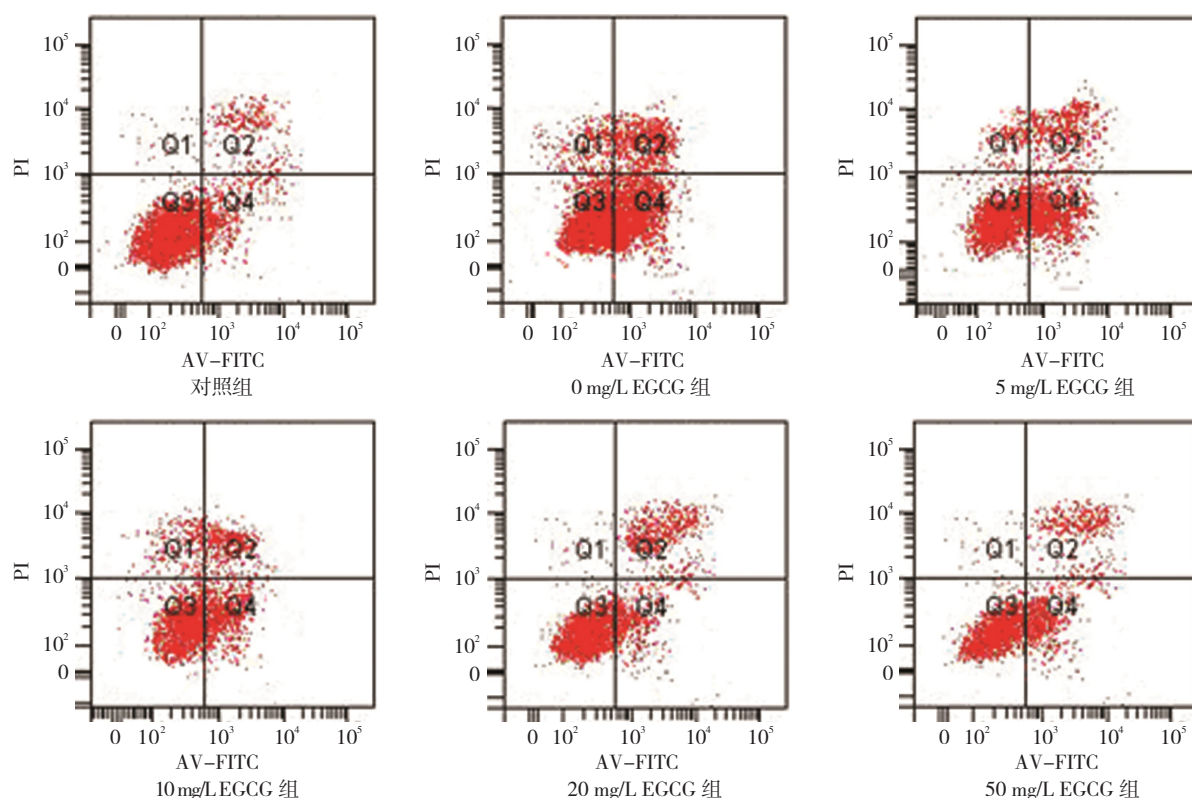 10⁵
10⁴
10³
10²
0
PI
Q1 Q2
Q3 Q4
0 10² 10³ 10⁴ 10⁵
AV-FITC
对照组
10⁵
10⁴
10³
10²
0
PI
Q1 Q2
Q3 Q4
0 10² 10³ 10⁴ 10⁵
AV-FITC
0 mg/L EGCG 组
10⁵
10⁴
10³
10²
0
PI
Q1 Q2
Q3 Q4
0 10² 10³ 10⁴ 10⁵
AV-FITC
5 mg/L EGCG 组
10⁵
10⁴
10³
10²
0
PI
Q1 Q2
Q3 Q4
0 10² 10³ 10⁴ 10⁵
AV-FITC
10 mg/L EGCG 组
10⁵
10⁴
10³
10²
0
PI
Q1 Q2
Q3 Q4
0 10² 10³ 10⁴ 10⁵
AV-FITC
20 mg/L EGCG 组
10⁵
10⁴
10³
10²
0
PI
Q1 Q2
Q3 Q4
0 10² 10³ 10⁴ 10⁵
AV-FITC
50 mg/L EGCG 组